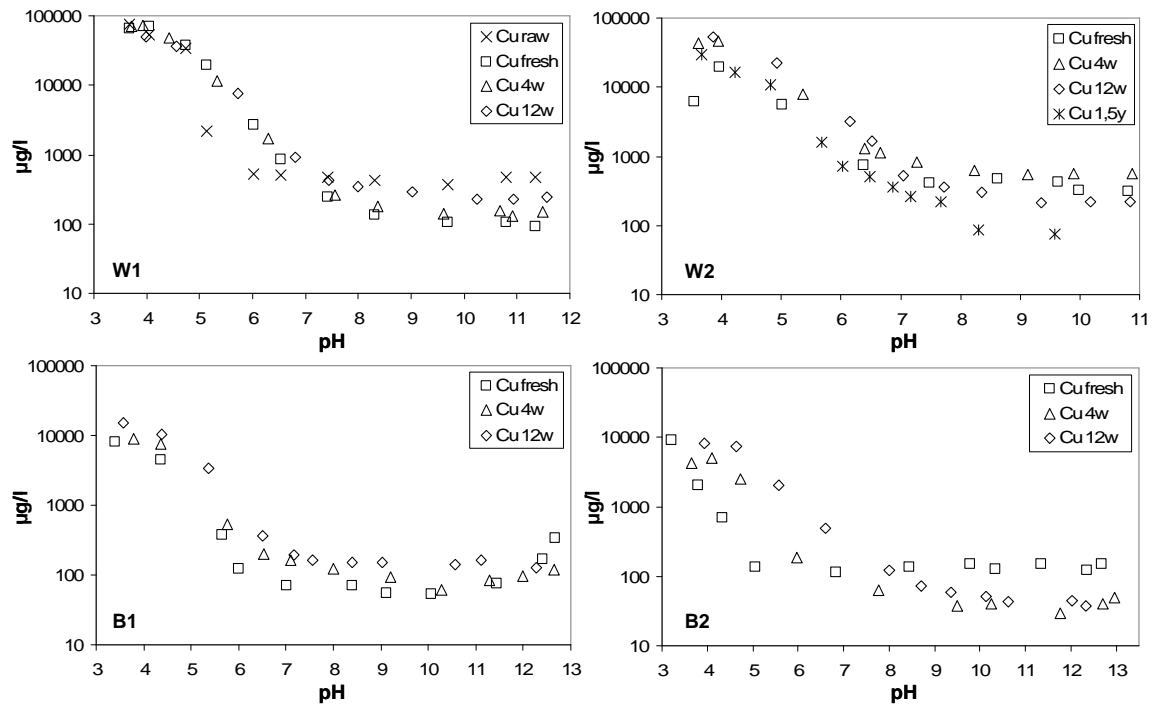 100000
10000
1000
100
10
µg/l
3 4 5 6 7 8 9 10 11 12
pH
W1
Cu raw
Cu fresh
Cu 4w
Cu 12w
100000
10000
1000
100
10
µg/l
3 4 5 6 7 8 9 10 11
pH
W2
Cu fresh
Cu 4w
Cu 12w
Cu 1,5y
100000
10000
1000
100
10
µg/l
3 4 5 6 7 8 9 10 11 12 13
pH
B1
Cu fresh
Cu 4w
Cu 12w
100000
10000
1000
100
10
µg/l
3 4 5 6 7 8 9 10 11 12 13
pH
B2
Cu fresh
Cu 4w
Cu 12w